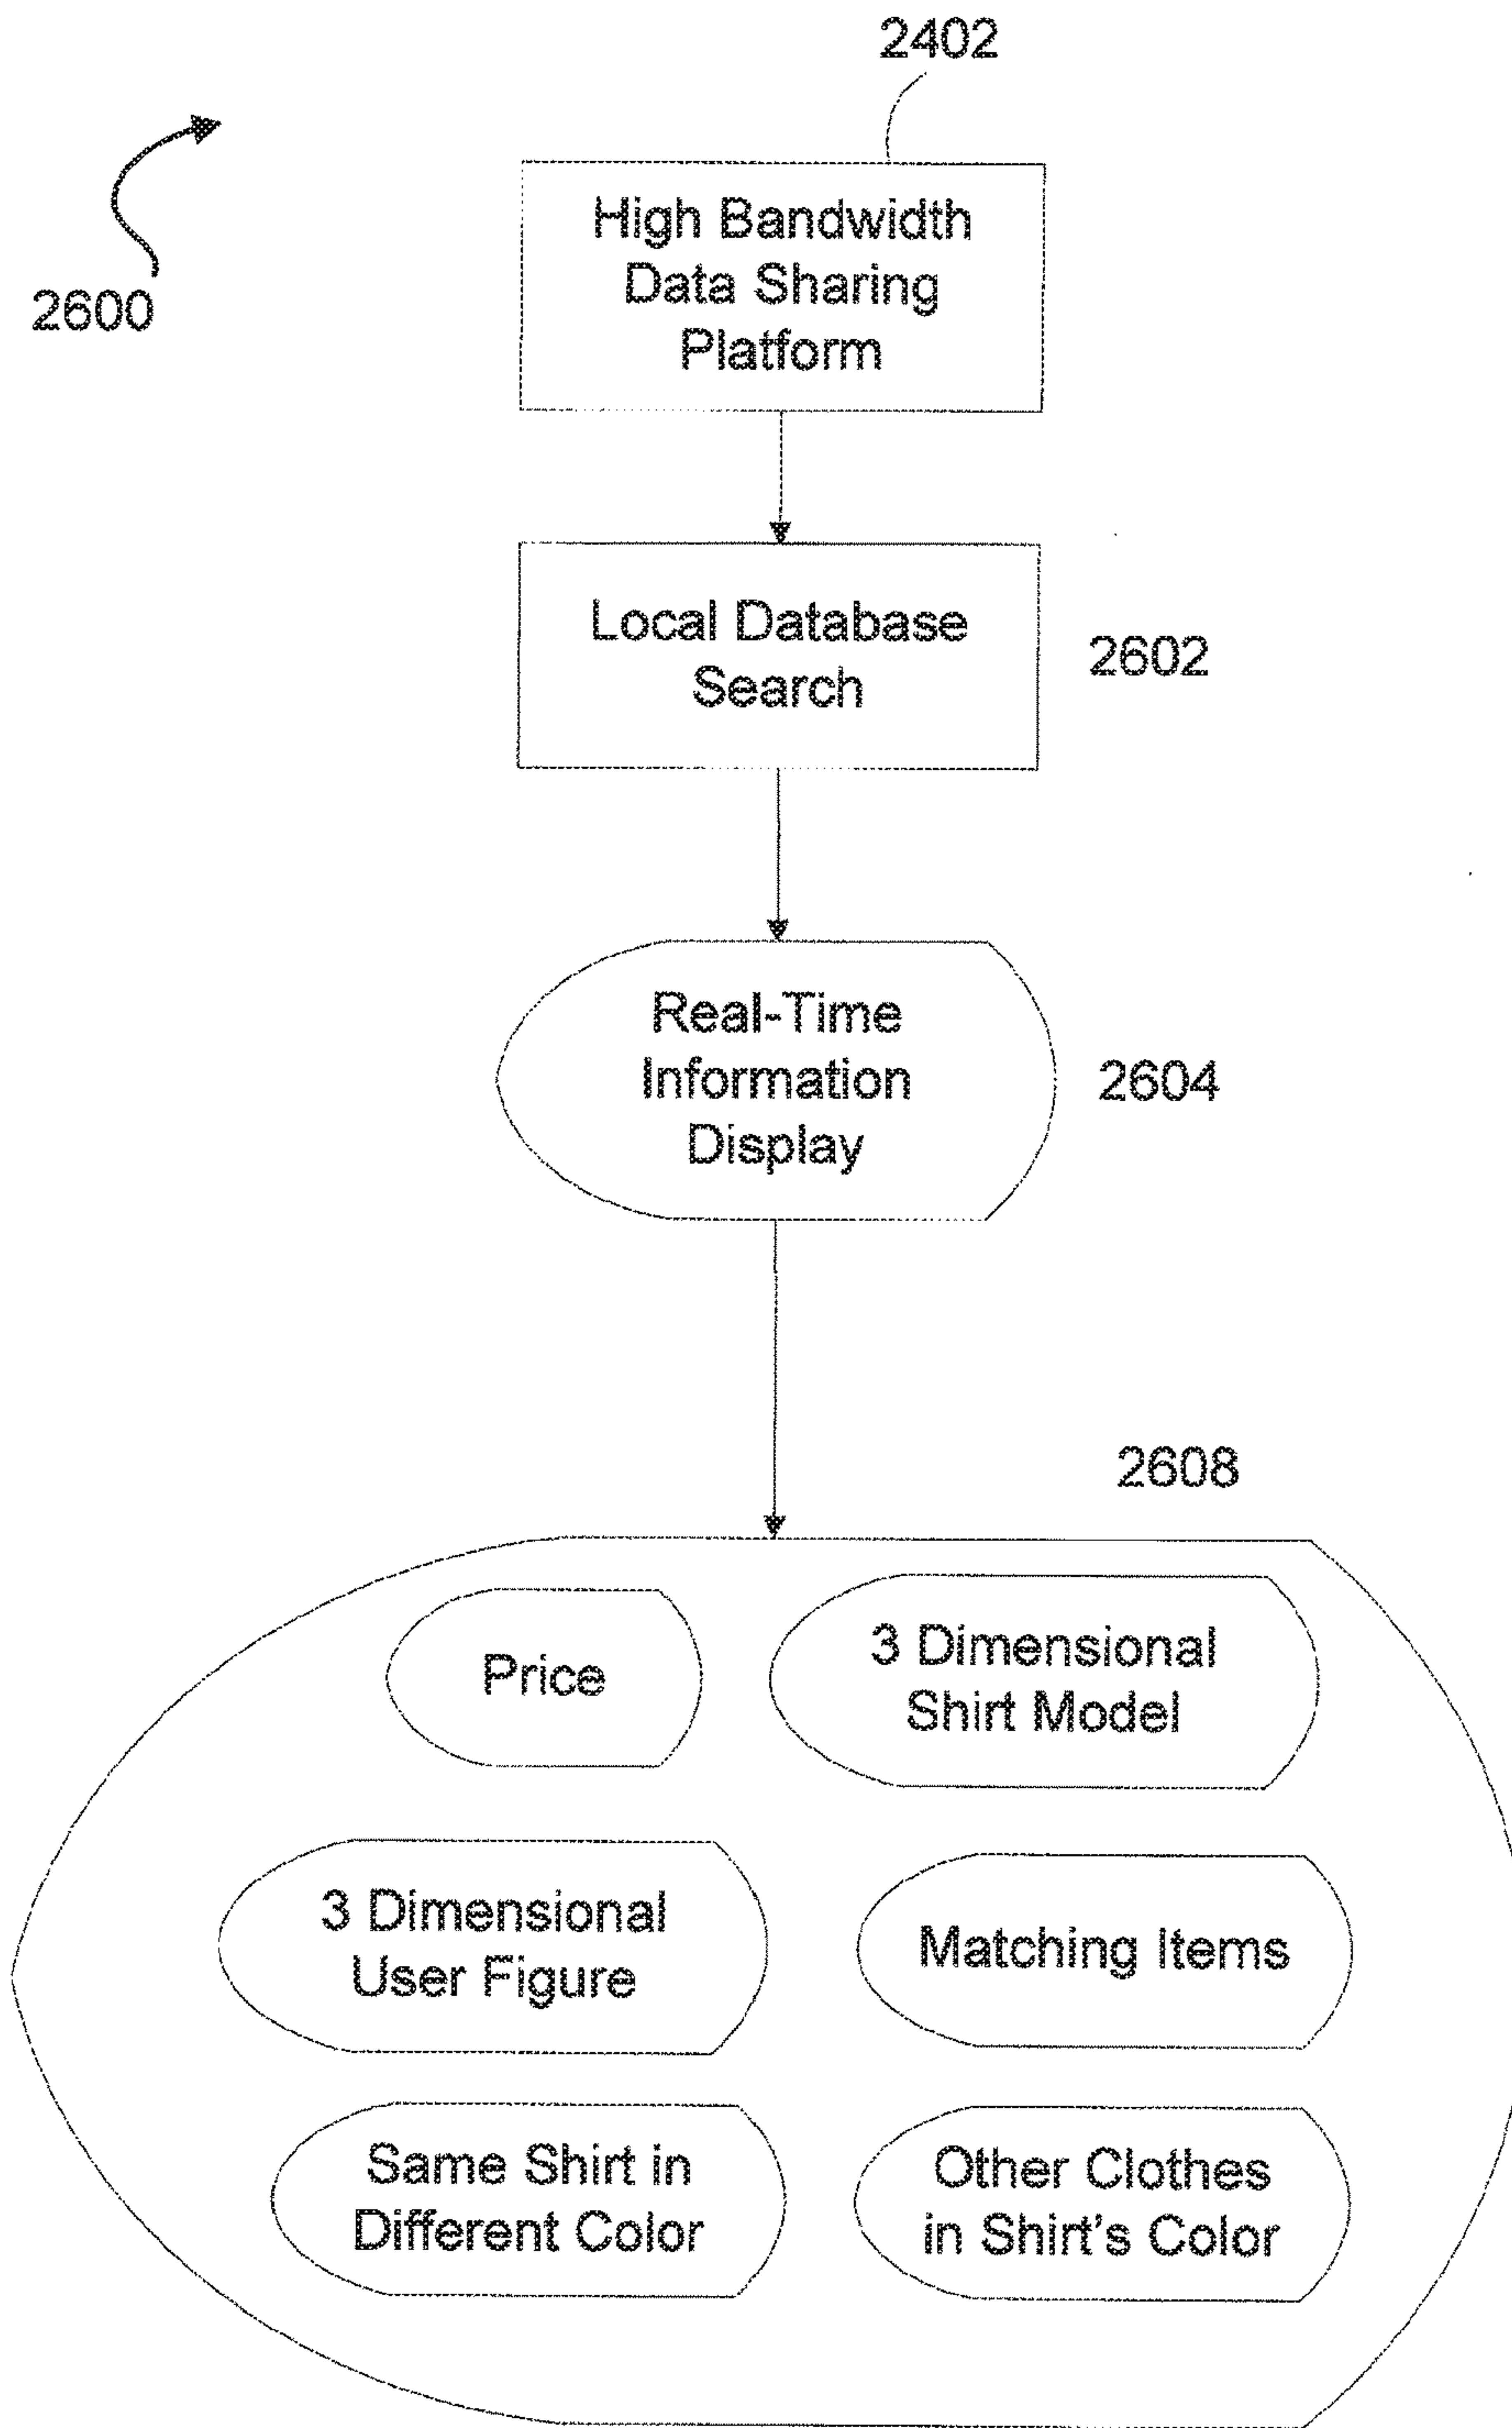 2402
2600
High Bandwidth
Data Sharing
Platform
Local Database
Search
2602
Real-Time
Information
Display
2604
2608
Price
3 Dimensional
Shirt Model
3 Dimensional
User Figure
Matching Items
Same Shirt in
Different Color
Other Clothes
in Shirt's Color